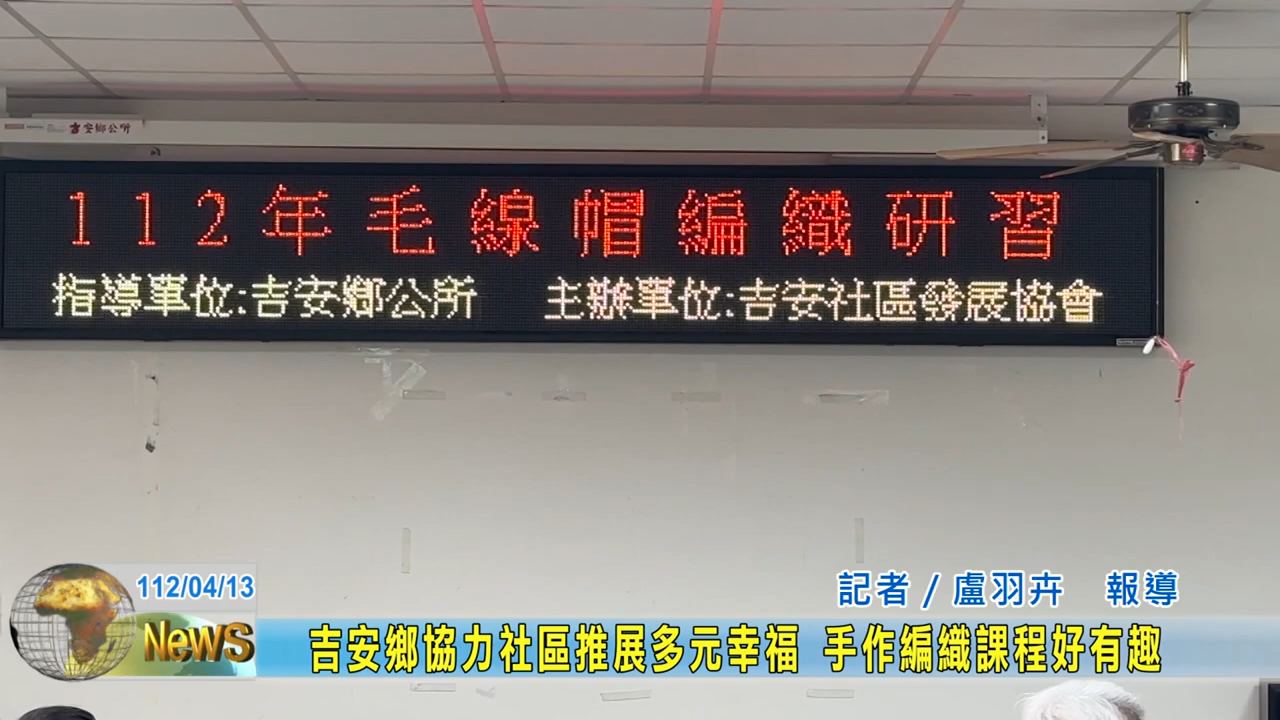 吉安鄉公所
112年毛線帽編織研習
指導單位:吉安鄉公所 主辦單位:吉安社區發展協會
112/04/13
記者/盧羽卉 報導
News
吉安鄉協力社區推展多元幸福 手作編織課程好有趣